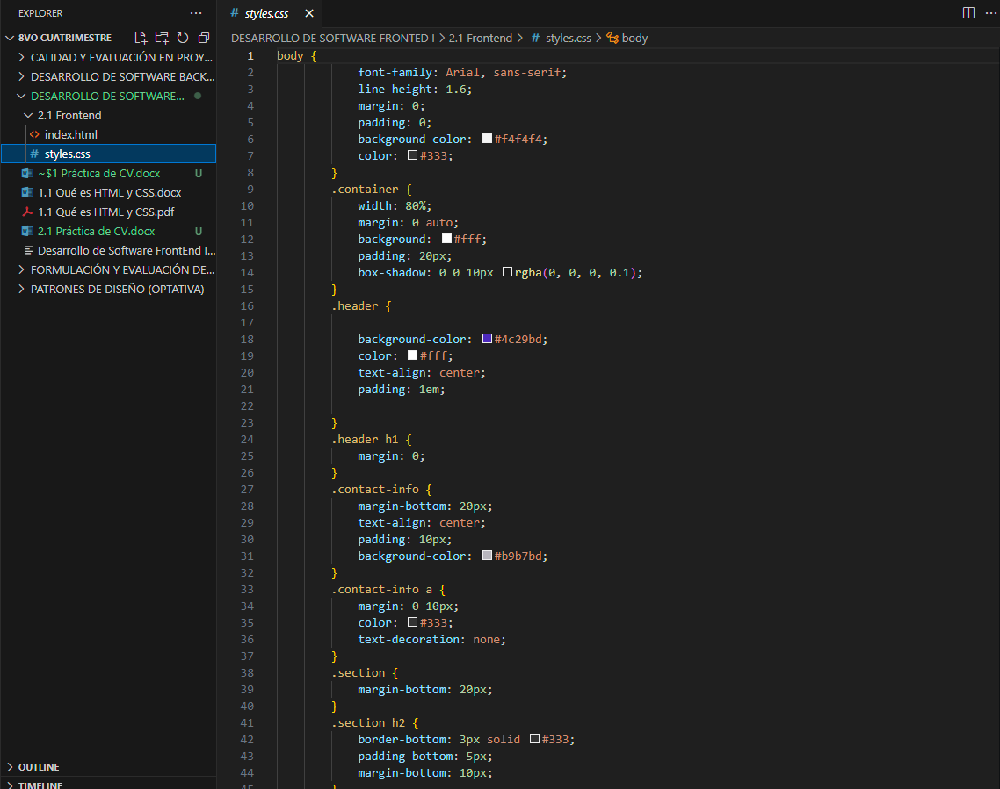 EXPLORER
8VO CUATRIMESTRE
CALIDAD Y EVALUACIÓN EN PROY...
DESARROLLO DE SOFTWARE BACK...
DESARROLLO DE SOFTWARE...
2.1 Frontend
index.html
styles.css
~$1 Práctica de CV.docx U
1.1 Qué es HTML y CSS.docx
1.1 Qué es HTML y CSS.pdf
2.1 Práctica de CV.docx U
Desarrollo de Software FrontEnd I...
FORMULACIÓN Y EVALUACIÓN DE...
PATRONES DE DISEÑO (OPTATIVA)
OUTLINE
TIMELINE
# styles.css
DESARROLLO DE SOFTWARE FRONTED I > 2.1 Frontend > # styles.css > body
1 body {
2 font-family: Arial, sans-serif;
3 line-height: 1.6;
4 margin: 0;
5 padding: 0;
6 background-color: #f4f4f4;
7 color: #333;
8 }
9 .container {
10 width: 80%;
11 margin: 0 auto;
12 background: #fff;
13 padding: 20px;
14 box-shadow: 0 0 10px rgba(0, 0, 0, 0.1);
15 }
16 .header {
17
18 background-color: #4c29bd;
19 color: #fff;
20 text-align: center;
21 padding: 1em;
22
23 }
24 .header h1 {
25 margin: 0;
26 }
27 .contact-info {
28 margin-bottom: 20px;
29 text-align: center;
30 padding: 10px;
31 background-color: #b9b7bd;
32 }
33 .contact-info a {
34 margin: 0 10px;
35 color: #333;
36 text-decoration: none;
37 }
38 .section {
39 margin-bottom: 20px;
40 }
41 .section h2 {
42 border-bottom: 3px solid #333;
43 padding-bottom: 5px;
44 margin-bottom: 10px;
45 }